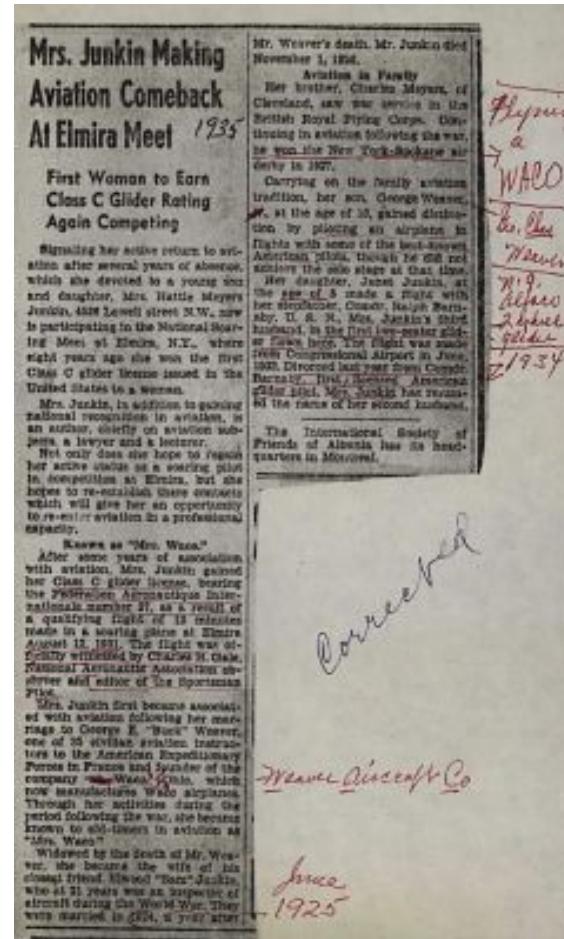 Mrs. Junkin Making
Aviation Comeback
At Elmira Meet
1935
First Woman to Earn
Class C Glider Rating
Again Competing
Signaling her active return to avi-
ation after several years of absence,
which she devoted to a young son
and daughter, Mrs. Hattie Meyers
Junkin, Lowell street N.W., now
is participating in the National Soar-
ing Meet at Elmira, N.Y., where
eight years ago she won the first
Class C glider license issued in the
United States to a woman.
Mrs. Junkin, in addition to gaining
national recognition in aviation, is
an author, chiefly on aviation sub-
jects, a lawyer and a lecturer.
Not only does she hope to regain
her active status as a soaring pilot
in competition at Elmira, but she
hopes to re-establish there contacts
which will give her an opportunity
to re-enter aviation in a professional
capacity.
Known as "Mrs. Waco."
After some years of association
with aviation, Mrs. Junkin gained
her Class C glider license, bearing
the Federation Aeronautique Inter-
nationale number 37, as a result of
a qualifying flight of 13 minutes
made in a soaring plane at Elmira
August 12, 1931. The flight was of-
ficially witnessed by Charles H. Gale,
National Aeronautic Association ob-
server and editor of the Sportsman
Pilot.
Mrs. Junkin first became associat-
ed with aviation following her mar-
riage to George E. "Buck" Weaver,
one of 25 civilian aviation instruc-
tors to the American Expeditionary
Forces in France and founder of the
company Waco, Ohio, which
now manufactures Waco airplanes.
Through her activities during the
period following the war, she became
known to old-timers in aviation as
"Mrs. Waco."
Widowed by the death of Mr. Wea-
ver, she became the wife of his
closest friend, Elwood "Sam" Junkin,
who at 21 years was an inspector of
aircraft during the World War. They
were married in 1924, a year after
Mr. Weaver's death. Mr. Junkin died
November 1, 1926.
Aviation in Family
Her brother, Charles Meyers, of
Cleveland, saw war service in the
British Royal Flying Corps. Con-
tinuing in aviation following the war,
he won the New York-Spokane air
derby in 1927.
Carrying on the family aviation
tradition, her son, George Weaver,
at the age of 10, gained distinc-
tion by piloting an airplane in
flights with some of the best-known
American pilots, though he did not
achieve the solo stage at that time.
Her daughter, Janet Junkin, at
the age of 8 made a flight with
her stepfather, Comdr. Ralph Barn-
aby, U. S. N., Mrs. Junkin's third
husband, in the first two-seater glid-
er flown here. The flight was made
from Congressional Airport in June,
1933. Divorced last year from Comdr.
Barnaby, first licensed American
glider pilot, Mrs. Junkin has resum-
ed the name of her second husband.
The International Society of
Friends of Albania has its head-
quarters in Montreal.
Flying
a
WACO
Weaver
glider
1934
Corrected
Weaver Aircraft Co
June
1925